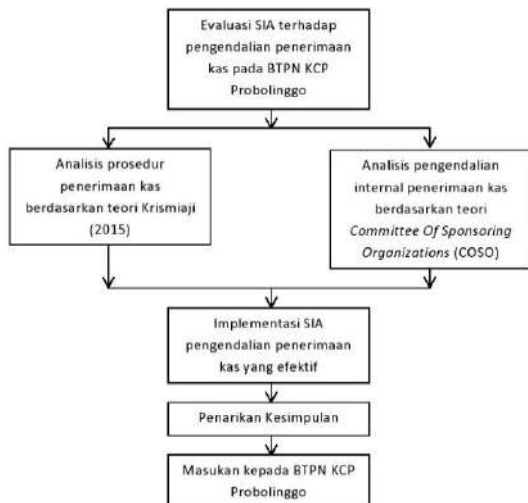 Evaluasi SIA terhadap
pengendalian penerimaan
kas pada BTPN KCP
Probolinggo
Analisis prosedur
penerimaan kas
berdasarkan teori Krismiaji
(2015)
Analisis pengendalian
internal penerimaan kas
berdasarkan teori
Committee Of Sponsoring
Organizations (COSO)
Implementasi SIA
pengendalian penerimaan
kas yang efektif
Penarikan Kesimpulan
Masukan kepada BTPN KCP
Probolinggo